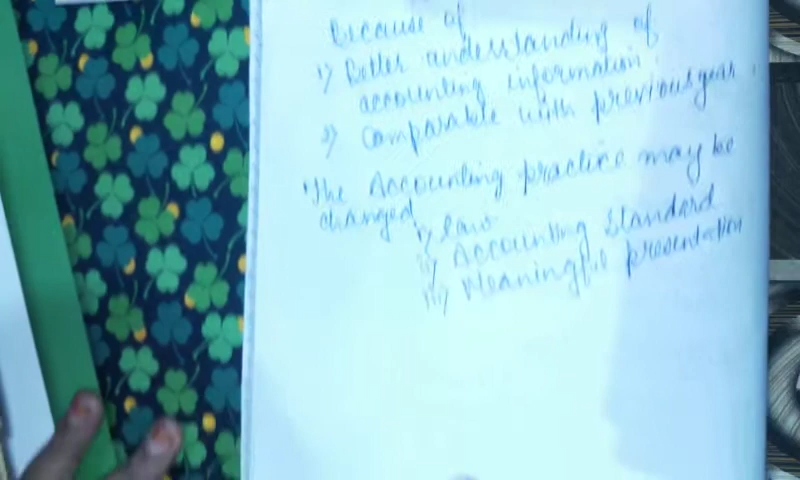 Because of
i) Better understanding of
accounting information
2) Comparable with previous year.
The Accounting practice may be
changed
i) law
ii) Accounting standard
iii) Meaningful presentation